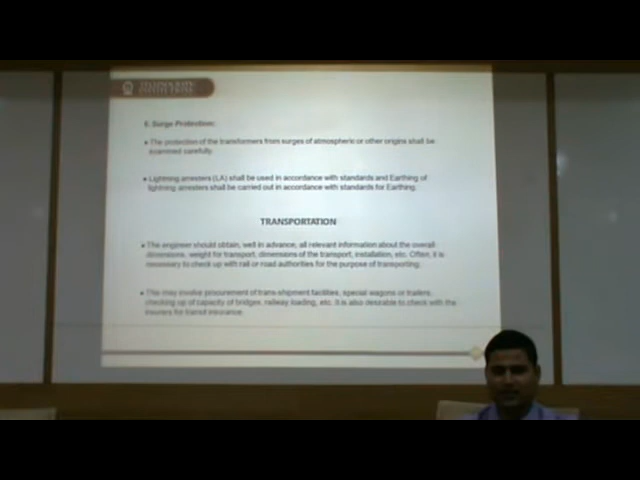 Surge Protection:
• The protection of the transformers from surges of atmospheric or other origins shall be
examined carefully.
• Lightning arresters (LA) shall be used in accordance with standards and Earthing of
lightning arresters shall be carried out in accordance with standards for Earthing.
TRANSPORTATION
• The engineer should obtain, well in advance, all relevant information about the overall
dimensions, weight for transport, dimensions of the transport, installation, etc. Often, it is
necessary to check up with rail or road authorities for the purpose of transporting.
• This may involve procurement of trans-shipment facilities, special wagons or trailers,
checking up of capacity of bridges, railway loading, etc. It is also desirable to check with the
insurers for transit insurance.